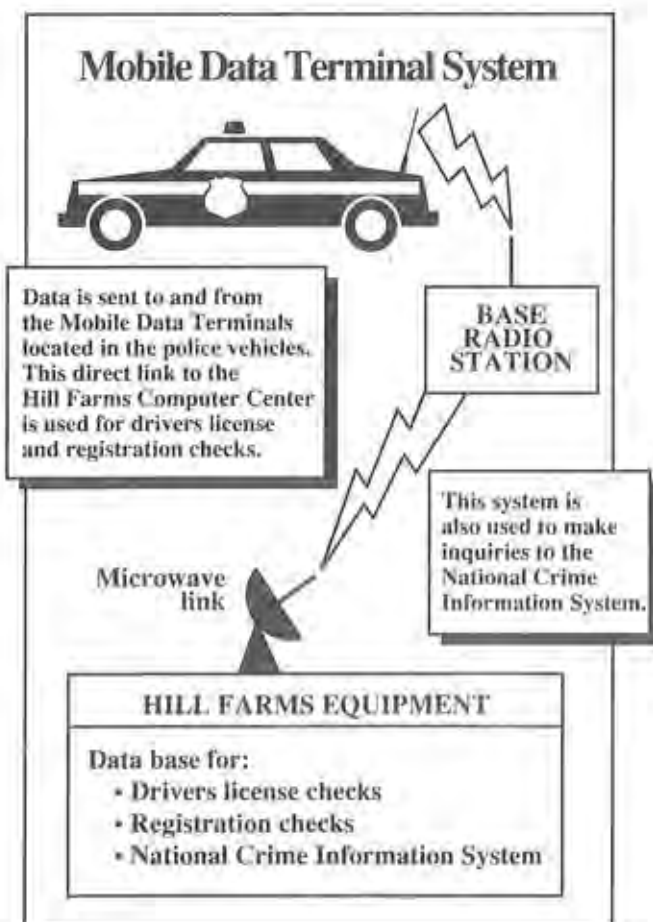 Mobile Data Terminal System
Data is sent to and from
the Mobile Data Terminals
located in the police vehicles.
This direct link to the
Hill Farms Computer Center
is used for drivers license
and registration checks.
BASE
RADIO
STATION
This system is
also used to make
inquiries to the
National Crime
Information System.
Microwave
link
HILL FARMS EQUIPMENT
Data base for:
• Drivers license checks
• Registration checks
• National Crime Information System